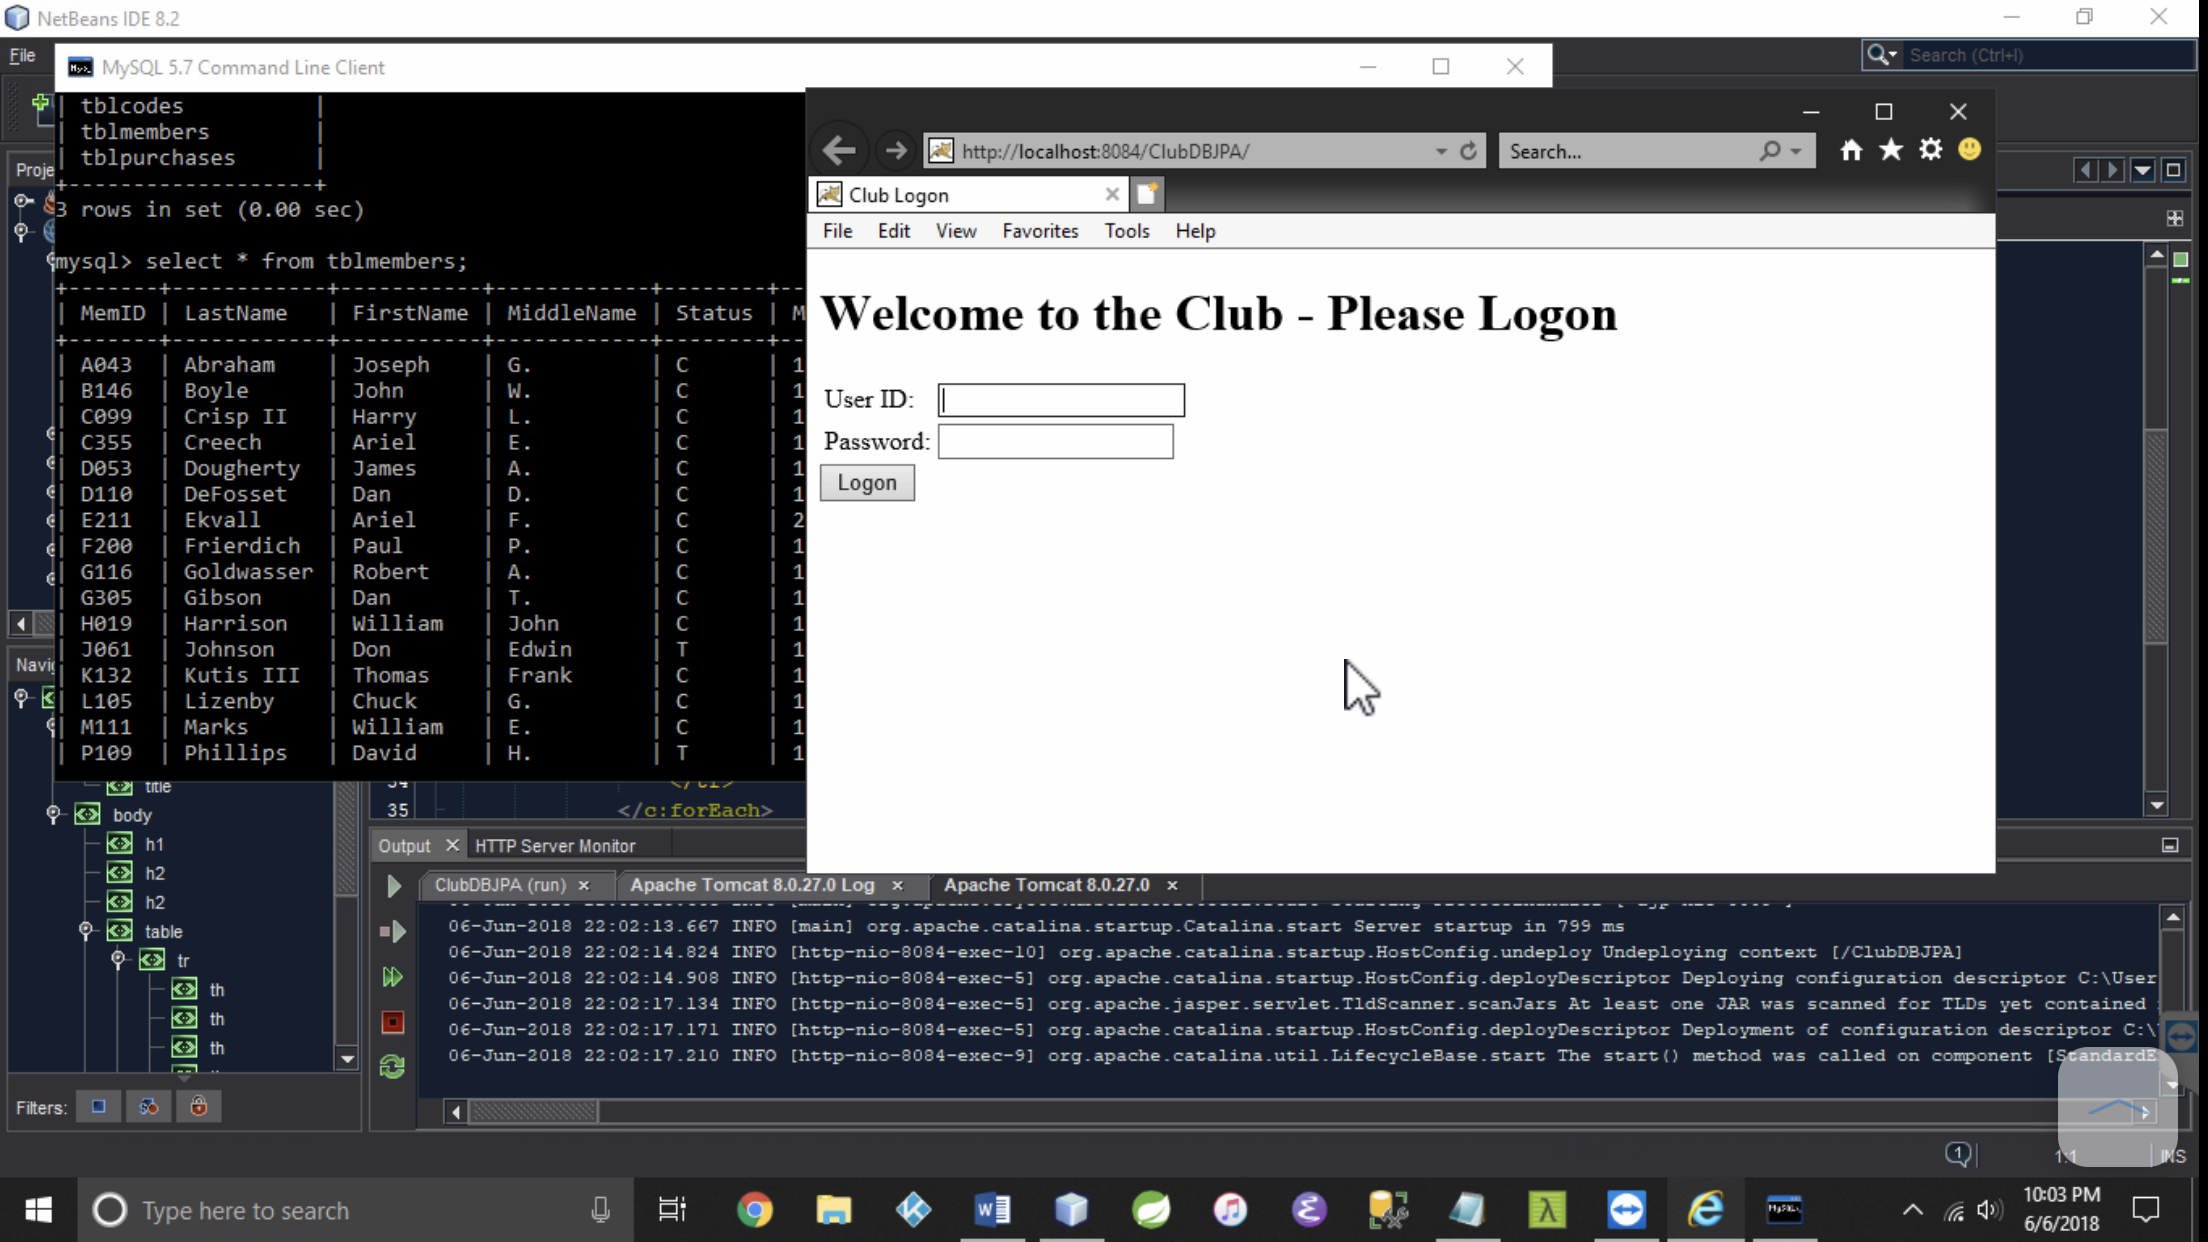 NetBeans IDE 8.2
File
Search (Ctrl+I)
MySQL 5.7 Command Line Client
| tblcodes |
| tblmembers |
| tblpurchases |
+-------------------+
3 rows in set (0.00 sec)
mysql> select * from tblmembers;
| MemID | LastName | FirstName | MiddleName | Status | M
| A043 | Abraham | Joseph | G. | C | 1
| B146 | Boyle | John | W. | C | 1
| C099 | Crisp II | Harry | L. | C | 1
| C355 | Creech | Ariel | E. | C | 1
| D053 | Dougherty | James | A. | C | 1
| D110 | DeFosset | Dan | D. | C | 1
| E211 | Ekvall | Ariel | F. | C | 2
| F200 | Frierdich | Paul | P. | C | 1
| G116 | Goldwasser | Robert | A. | C | 1
| G305 | Gibson | Dan | T. | C | 1
| H019 | Harrison | William | John | C | 1
| J061 | Johnson | Don | Edwin | T | 1
| K132 | Kutis III | Thomas | Frank | C | 1
| L105 | Lizenby | Chuck | G. | C | 1
| M111 | Marks | William | E. | C | 1
| P109 | Phillips | David | H. | T | 1
http://localhost:8084/ClubDBJPA/
Search...
Club Logon
File Edit View Favorites Tools Help
Welcome to the Club - Please Logon
User ID:
Password:
Logon
Proje
Navig
title
body
h1
h2
h2
table
tr
th
th
th
Filters:
34 </tr>
35 </c:forEach>
Output HTTP Server Monitor
ClubDBJPA (run) Apache Tomcat 8.0.27.0 Log Apache Tomcat 8.0.27.0
06-Jun-2018 22:02:13.667 INFO [main] org.apache.catalina.startup.Catalina.start Server startup in 799 ms
06-Jun-2018 22:02:14.824 INFO [http-nio-8084-exec-10] org.apache.catalina.startup.HostConfig.undeploy Undeploying context [/ClubDBJPA]
06-Jun-2018 22:02:14.908 INFO [http-nio-8084-exec-5] org.apache.catalina.startup.HostConfig.deployDescriptor Deploying configuration descriptor C:\User
06-Jun-2018 22:02:17.134 INFO [http-nio-8084-exec-5] org.apache.jasper.servlet.TldScanner.scanJars At least one JAR was scanned for TLDs yet contained
06-Jun-2018 22:02:17.171 INFO [http-nio-8084-exec-5] org.apache.catalina.startup.HostConfig.deployDescriptor Deployment of configuration descriptor C:\
06-Jun-2018 22:02:17.210 INFO [http-nio-8084-exec-9] org.apache.catalina.util.LifecycleBase.start The start() method was called on component [StandardE
1:1 INS
Type here to search
10:03 PM
6/6/2018